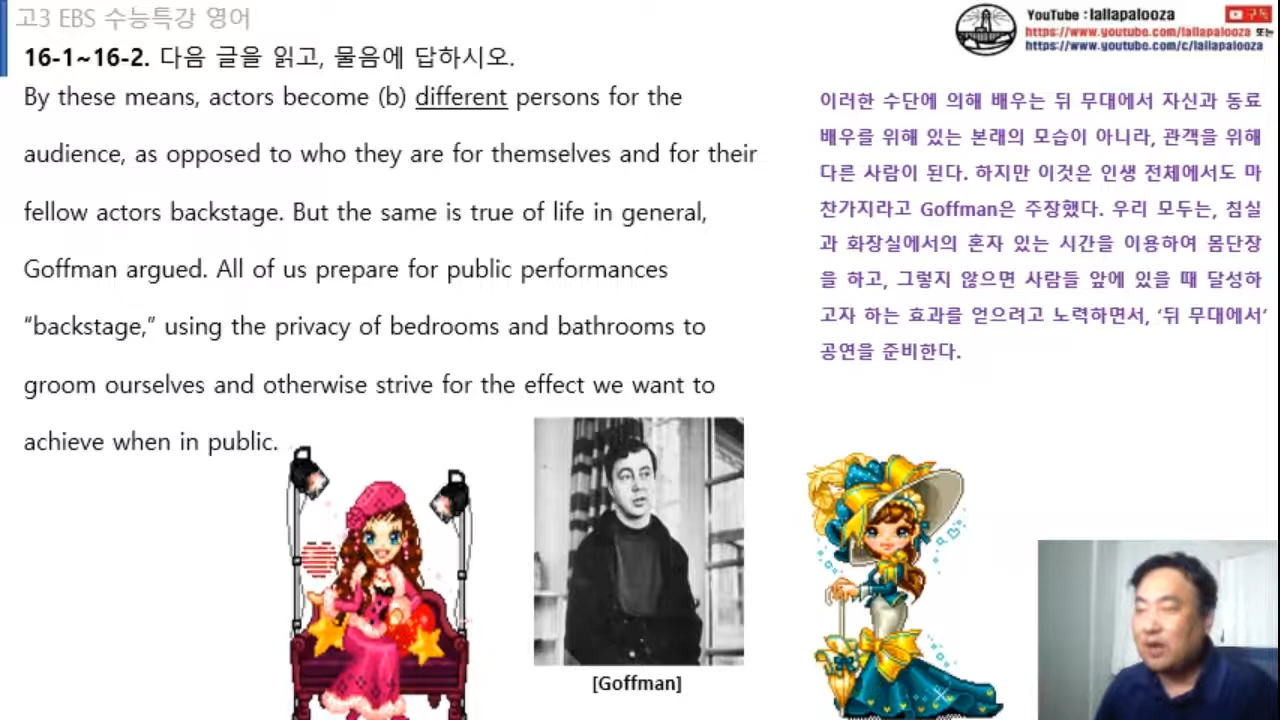 고3 EBS 수능특강 영어
YouTube : lallapalooza
구독
https://www.youtube.com/lallapalooza 또는
https://www.youtube.com/c/lallapalooza
16-1~16-2. 다음 글을 읽고, 물음에 답하시오.
By these means, actors become (b) different persons for the
audience, as opposed to who they are for themselves and for their
fellow actors backstage. But the same is true of life in general,
Goffman argued. All of us prepare for public performances
“backstage,” using the privacy of bedrooms and bathrooms to
groom ourselves and otherwise strive for the effect we want to
achieve when in public.
이러한 수단에 의해 배우는 뒤 무대에서 자신과 동료
배우를 위해 있는 본래의 모습이 아니라, 관객을 위해
다른 사람이 된다. 하지만 이것은 인생 전체에서도 마
찬가지라고 Goffman은 주장했다. 우리 모두는, 침실
과 화장실에서의 혼자 있는 시간을 이용하여 몸단장
을 하고, 그렇지 않으면 사람들 앞에 있을 때 달성하
고자 하는 효과를 얻으려고 노력하면서, ‘뒤 무대에서’
공연을 준비한다.
[Goffman]